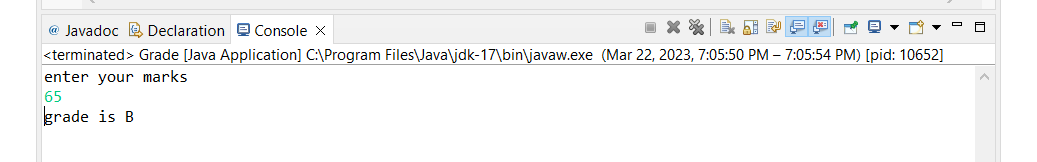 @ Javadoc Declaration Console
<terminated> Grade [Java Application] C:\Program Files\Java\jdk-17\bin\javaw.exe (Mar 22, 2023, 7:05:50 PM – 7:05:54 PM) [pid: 10652]
enter your marks
65
grade is B